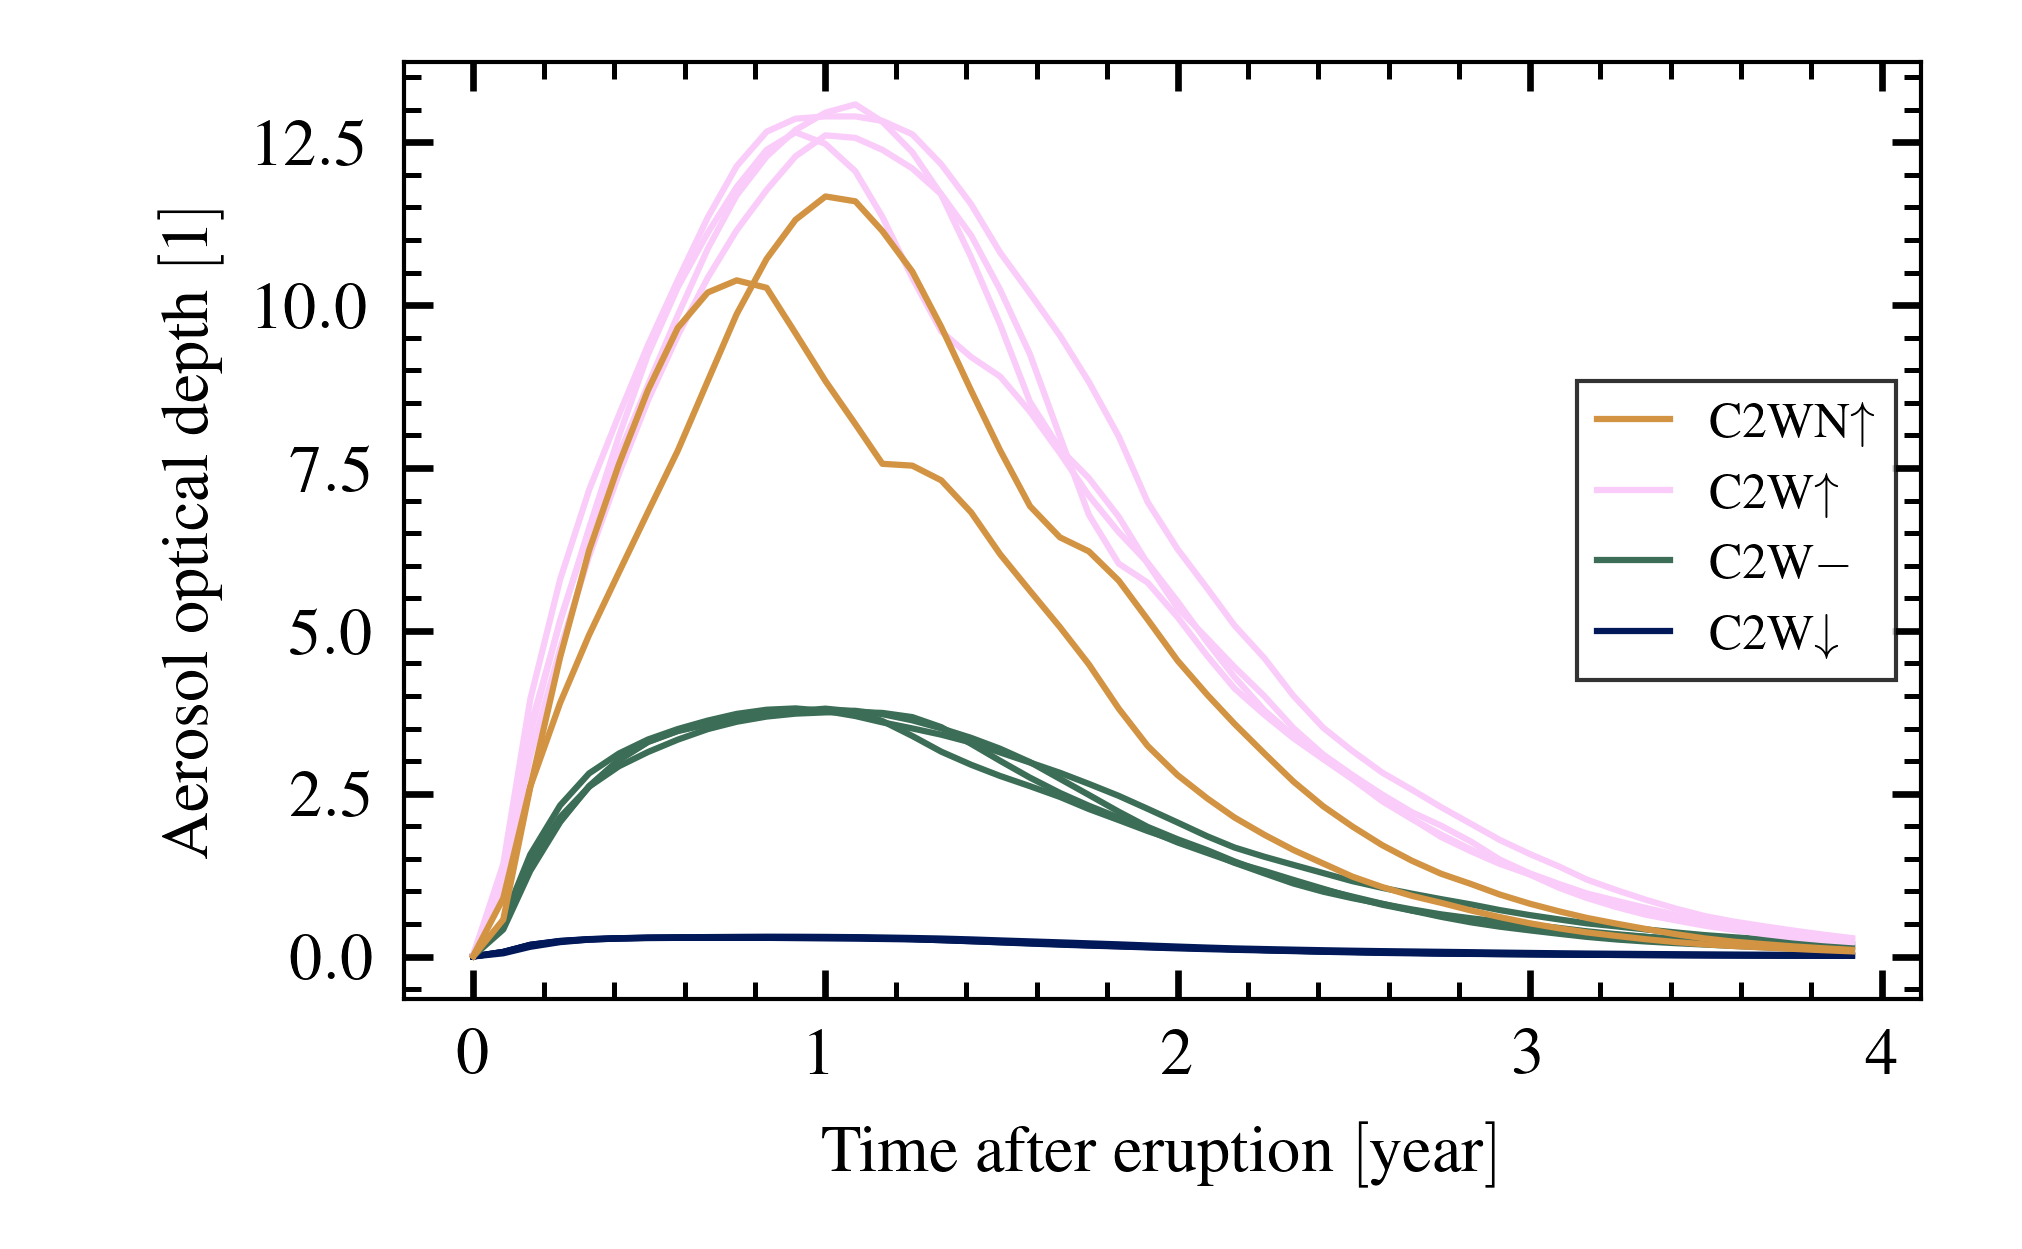 12.5
10.0
7.5
5.0
2.5
0.0
Aerosol optical depth [1]
C2WN↑
C2W↑
C2W−
C2W↓
0 1 2 3 4
Time after eruption [year]